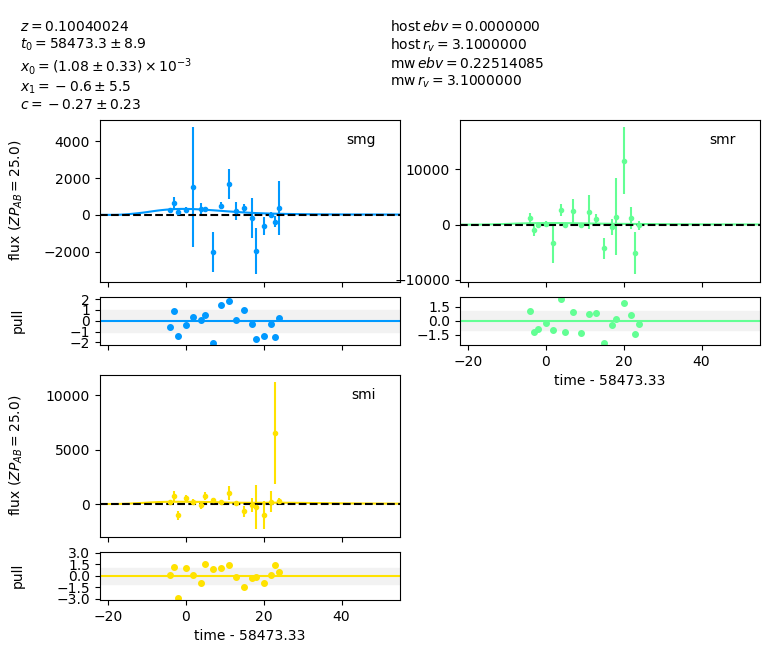 z = 0.10040024
t₀ = 58473.3 ± 8.9
x₀ = (1.08 ± 0.33) × 10⁻³
x₁ = −0.6 ± 5.5
c = −0.27 ± 0.23
host ebv = 0.0000000
host r_v = 3.1000000
mw ebv = 0.22514085
mw r_v = 3.1000000
flux (ZP_AB = 25.0)
4000
2000
0
−2000
smg
10000
0
−10000
smr
pull
2
1
0
−1
−2
1.5
0.0
−1.5
−20 0 20 40
time - 58473.33
flux (ZP_AB = 25.0)
10000
5000
0
smi
pull
3.0
1.5
0.0
−1.5
−3.0
−20 0 20 40
time - 58473.33